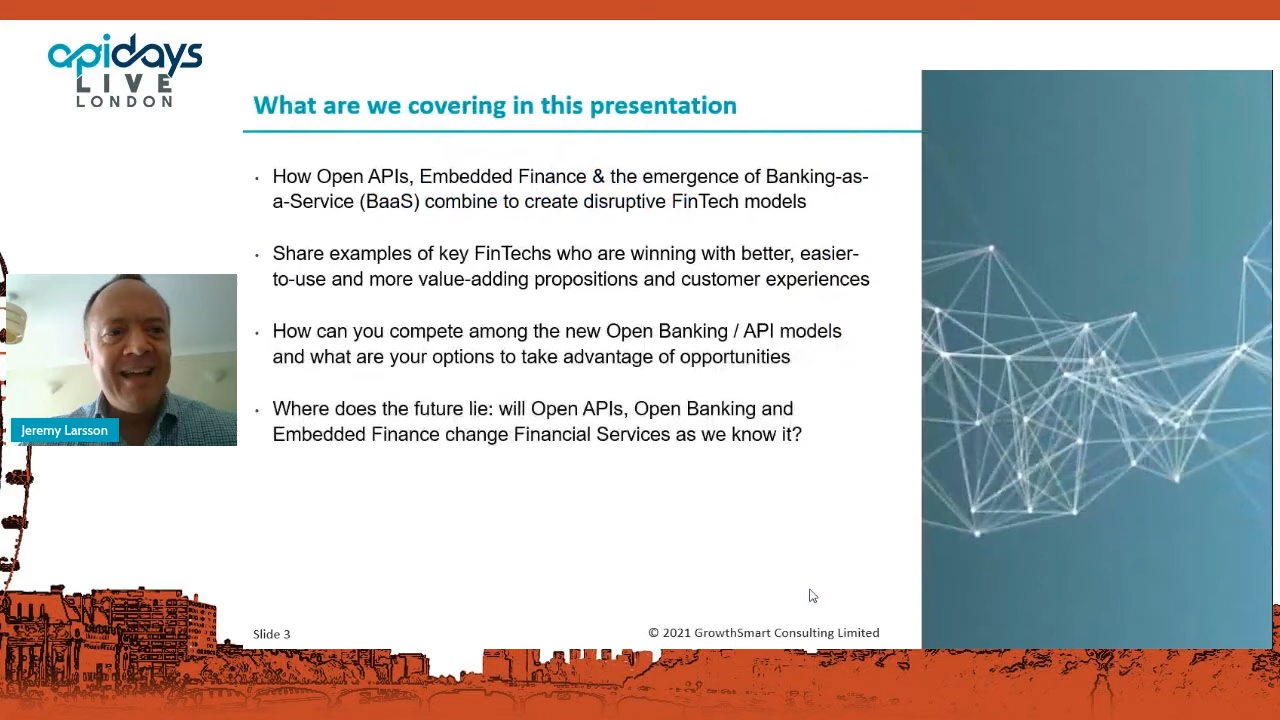 apidays
LIVE
LONDON
What are we covering in this presentation
• How Open APIs, Embedded Finance & the emergence of Banking-as-
a-Service (BaaS) combine to create disruptive FinTech models
• Share examples of key FinTechs who are winning with better, easier-
to-use and more value-adding propositions and customer experiences
• How can you compete among the new Open Banking / API models
and what are your options to take advantage of opportunities
• Where does the future lie: will Open APIs, Open Banking and
Embedded Finance change Financial Services as we know it?
Jeremy Larsson
Slide 3
© 2021 GrowthSmart Consulting Limited